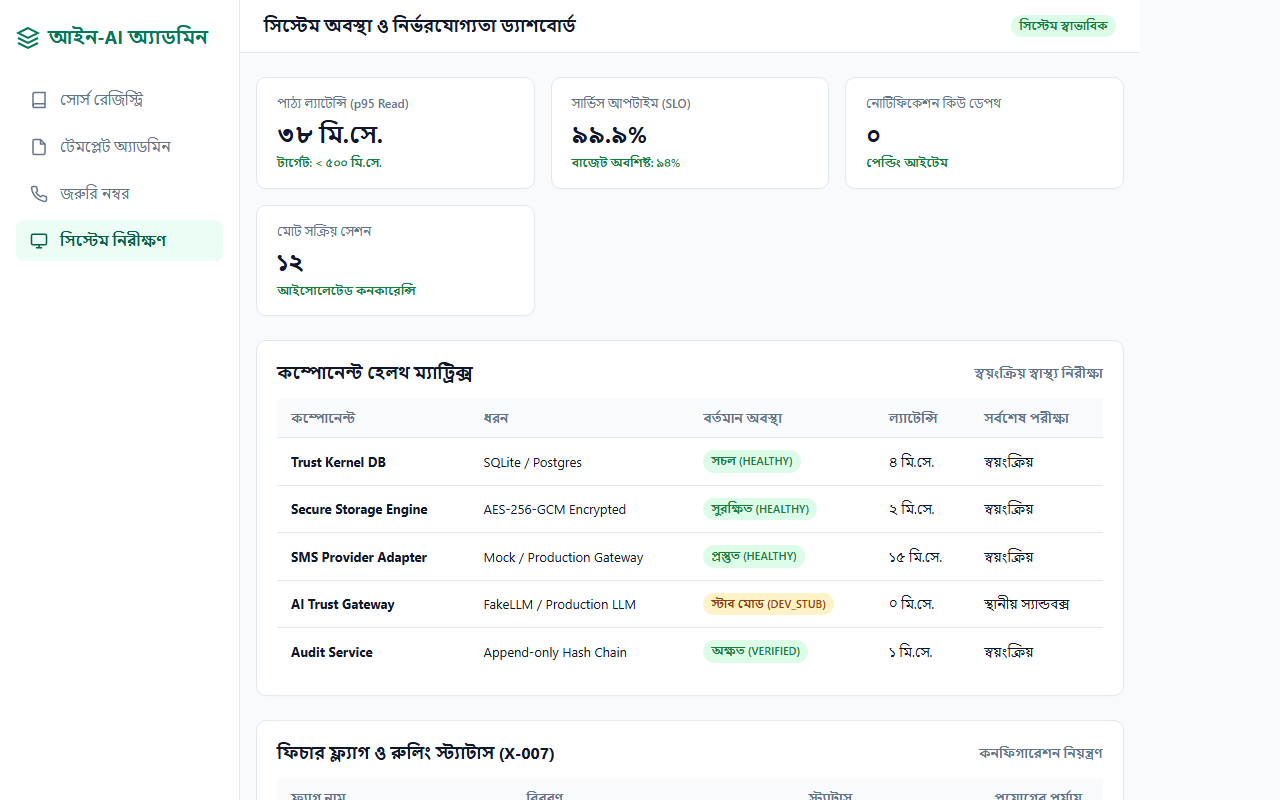 আইন-AI অ্যাডমিন
সোর্স রেজিস্ট্রি
টেমপ্লেট অ্যাডমিন
জরুরি নম্বর
সিস্টেম নিরীক্ষণ
সিস্টেম অবস্থা ও নির্ভরযোগ্যতা ড্যাশবোর্ড
সিস্টেম স্বাভাবিক
পাঠ্য ল্যাটেন্সি (p95 Read)
৩৮ মি.সে.
টার্গেট: < ৫০০ মি.সে.
সার্ভিস আপটাইম (SLO)
৯৯.৯%
বাজেট অবশিষ্ট: ৯৪%
নোটিফিকেশন কিউ ডেপথ
০
পেন্ডিং আইটেম
মোট সক্রিয় সেশন
১২
আইসোলেটেড কনকারেন্সি
কম্পোনেন্ট হেলথ ম্যাট্রিক্স
স্বয়ংক্রিয় স্বাস্থ্য নিরীক্ষা
কম্পোনেন্ট ধরন বর্তমান অবস্থা ল্যাটেন্সি সর্বশেষ পরীক্ষা
Trust Kernel DB SQLite / Postgres সচল (HEALTHY) ৪ মি.সে. স্বয়ংক্রিয়
Secure Storage Engine AES-256-GCM Encrypted সুরক্ষিত (HEALTHY) ২ মি.সে. স্বয়ংক্রিয়
SMS Provider Adapter Mock / Production Gateway প্রস্তুত (HEALTHY) ১৫ মি.সে. স্বয়ংক্রিয়
AI Trust Gateway FakeLLM / Production LLM স্টাব মোড (DEV_STUB) ০ মি.সে. স্থানীয় স্যান্ডবক্স
Audit Service Append-only Hash Chain অক্ষত (VERIFIED) ১ মি.সে. স্বয়ংক্রিয়
ফিচার ফ্ল্যাগ ও রুলিং স্ট্যাটাস (X-007)
কনফিগারেশন নিয়ন্ত্রণ
ফ্ল্যাগ নাম বিবরণ স্ট্যাটাস প্রয়োগের পর্যায়